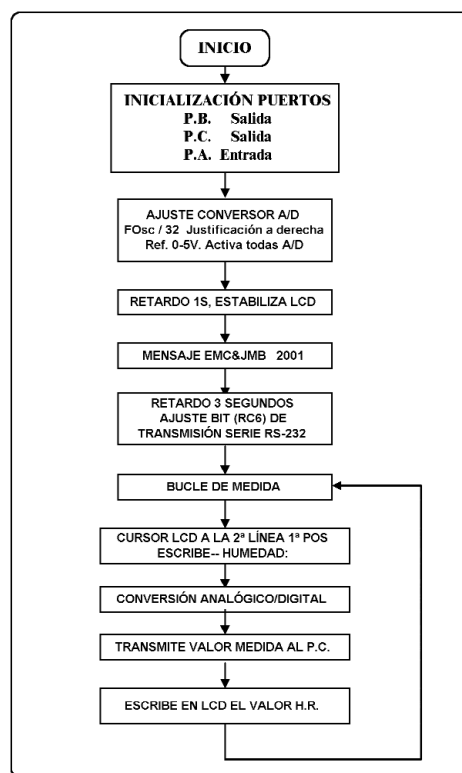 INICIO
INICIALIZACIÓN PUERTOS
P.B. Salida
P.C. Salida
P.A. Entrada
AJUSTE CONVERSOR A/D
FOsc / 32 Justificación a derecha
Ref. 0-5V. Activa todas A/D
RETARDO 1S, ESTABILIZA LCD
MENSAJE EMC&JMB 2001
RETARDO 3 SEGUNDOS
AJUSTE BIT (RC6) DE
TRANSMISIÓN SERIE RS-232
BUCLE DE MEDIDA
CURSOR LCD A LA 2ª LÍNEA 1ª POS
ESCRIBE-- HUMEDAD:
CONVERSIÓN ANALÓGICO/DIGITAL
TRANSMITE VALOR MEDIDA AL P.C.
ESCRIBE EN LCD EL VALOR H.R.